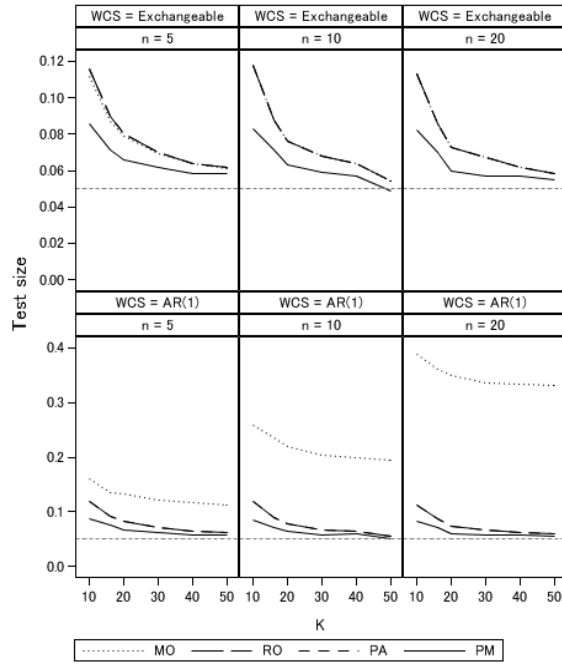 WCS = Exchangeable WCS = Exchangeable WCS = Exchangeable
n = 5 n = 10 n = 20
0.12
0.10
0.08
0.06
0.04
0.02
0.00
Test size
WCS = AR(1) WCS = AR(1) WCS = AR(1)
n = 5 n = 10 n = 20
0.4
0.3
0.2
0.1
0.0
10 20 30 40 50 10 20 30 40 50 10 20 30 40 50
K
MO RO PA PM